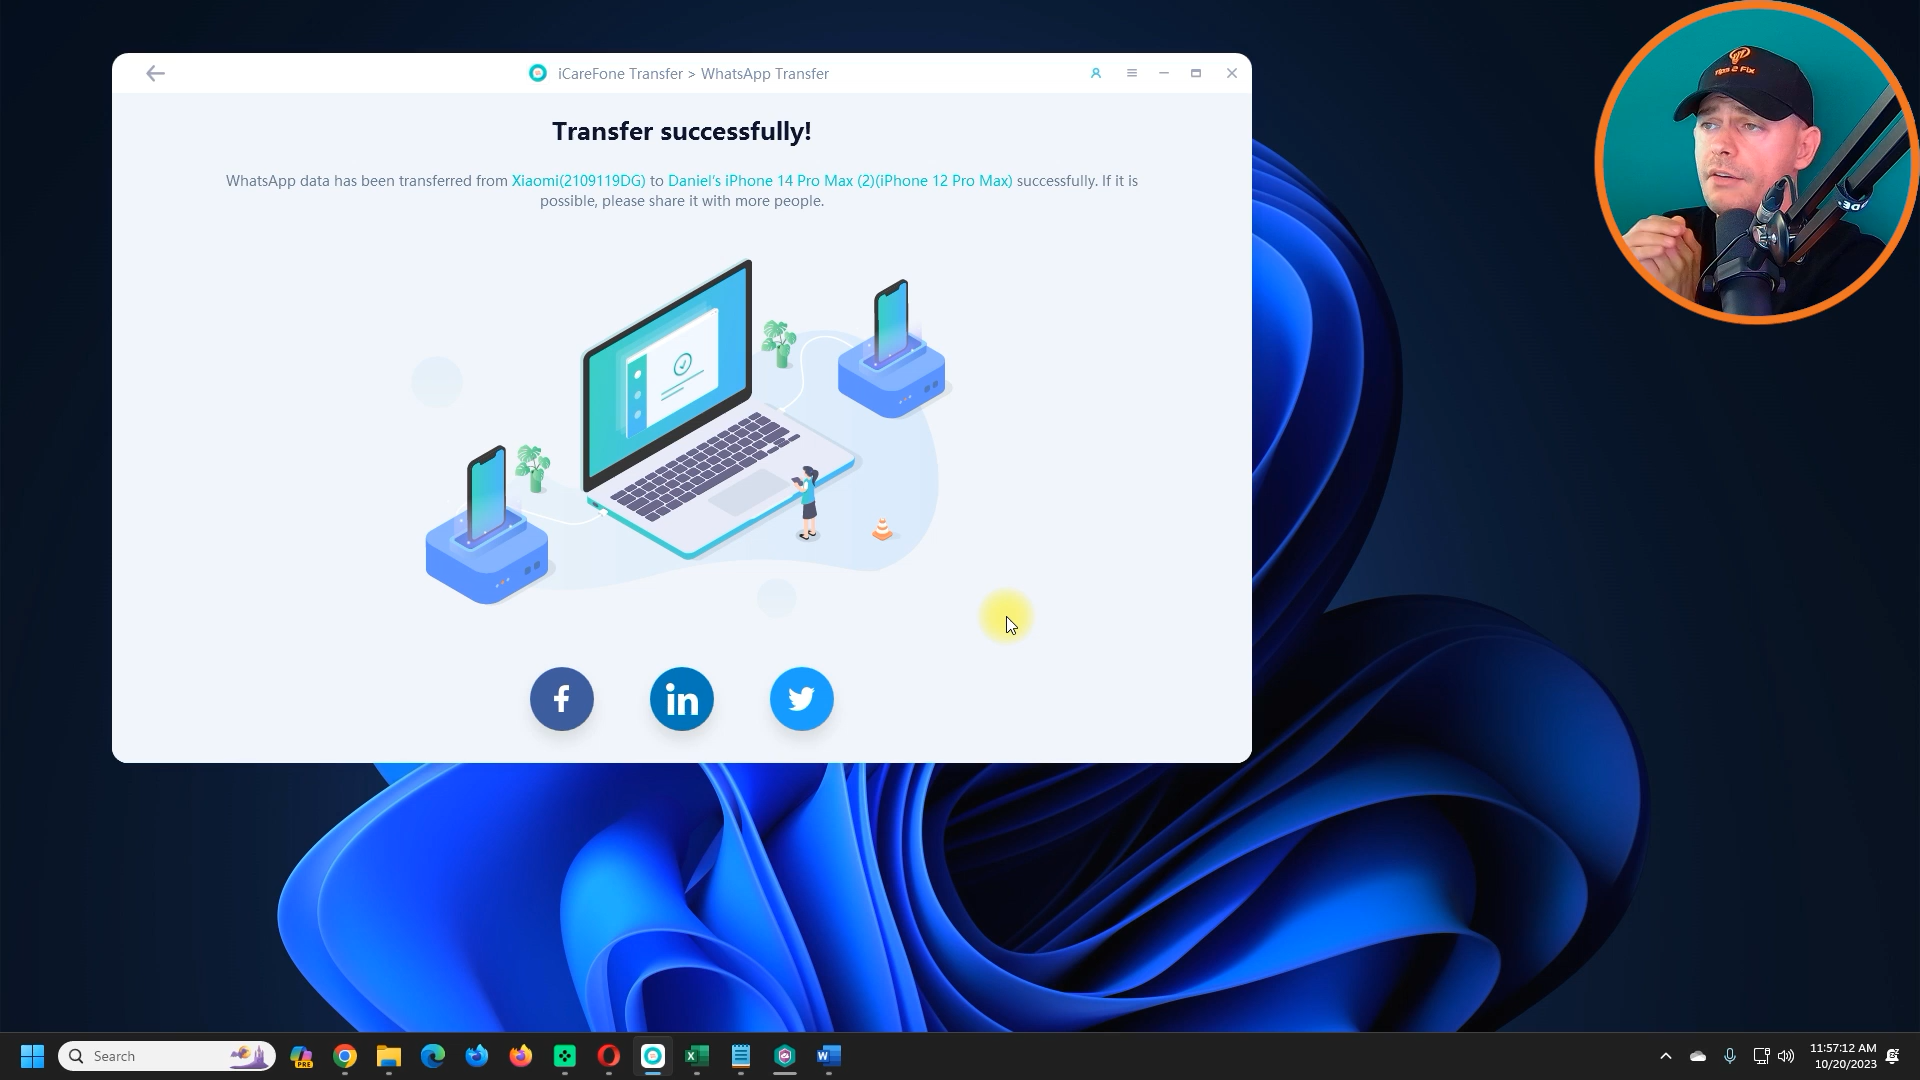 iCareFone Transfer > WhatsApp Transfer
Transfer successfully!
WhatsApp data has been transferred from Xiaomi(2109119DG) to Daniel's iPhone 14 Pro Max (2)(iPhone 12 Pro Max) successfully. If it is
possible, please share it with more people.
f
in
Search
PRE
11:57:12 AM
10/20/2023